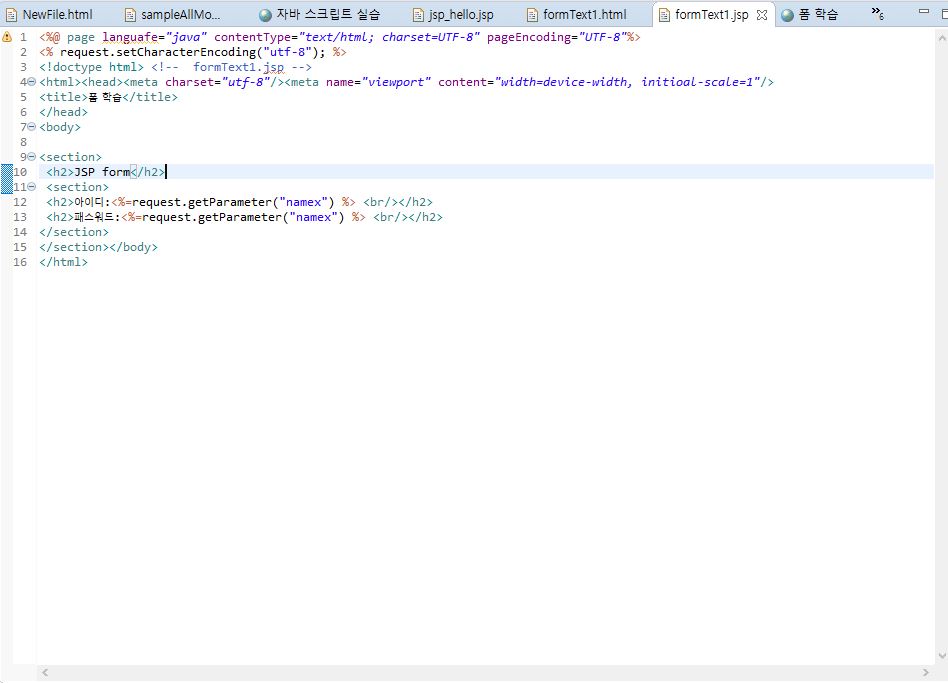 NewFile.html sampleAllMo... 자바 스크립트 실습 jsp_hello.jsp formText1.html formText1.jsp 폼 학습 »6
1 <%@ page languafe="java" contentType="text/html; charset=UTF-8" pageEncoding="UTF-8"%>
2 <% request.setCharacterEncoding("utf-8"); %>
3 <!doctype html> <!--  formText1.jsp -->
4 <html><head><meta charset="utf-8"/><meta name="viewport" content="width=device-width, initioal-scale=1"/>
5 <title>폼 학습</title>
6 </head>
7 <body>
8
9 <section>
10 <h2>JSP form</h2>
11 <section>
12 <h2>아이디:<%=request.getParameter("namex") %> <br/></h2>
13 <h2>패스워드:<%=request.getParameter("namex") %> <br/></h2>
14 </section>
15 </section></body>
16 </html>